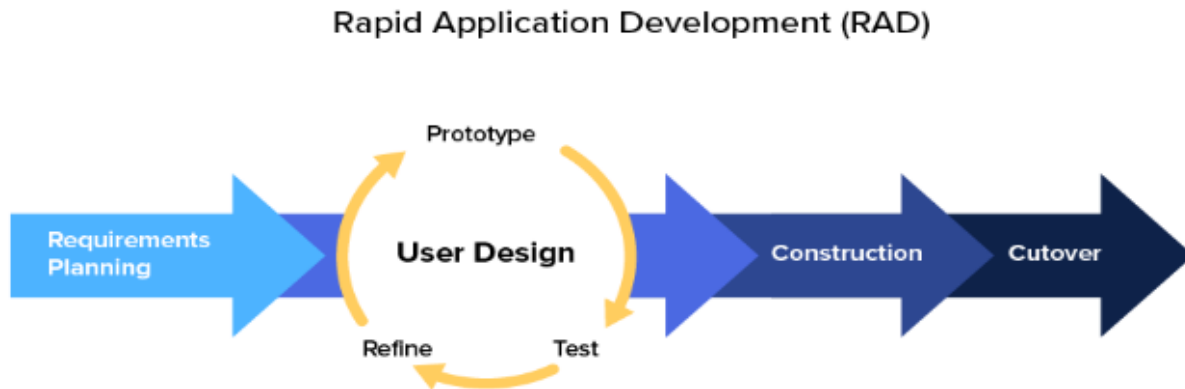 Rapid Application Development (RAD)
Prototype
Requirements
Planning
User Design
Construction
Cutover
Refine
Test